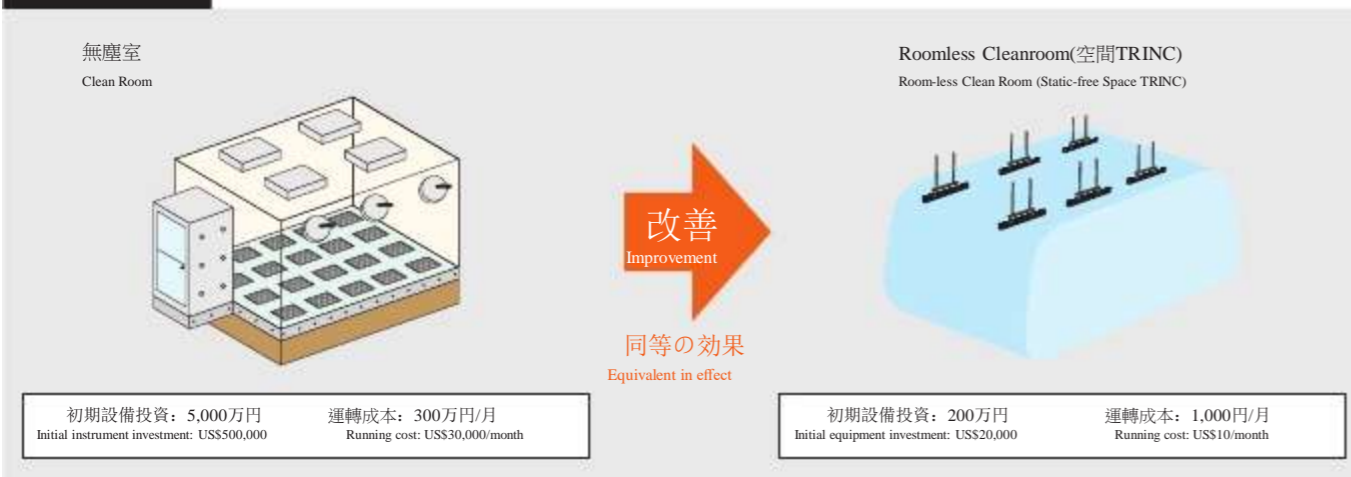 無塵室
Clean Room
Roomless Cleanroom(空間TRINC)
Room-less Clean Room (Static-free Space TRINC)
改善
Improvement
同等の効果
Equivalent in effect
初期設備投資：5,000万円
運轉成本：300万円/月
Initial instrument investment: US$500,000
Running cost: US$30,000/month
初期設備投資：200万円
運轉成本：1,000円/月
Initial equipment investment: US$20,000
Running cost: US$10/month